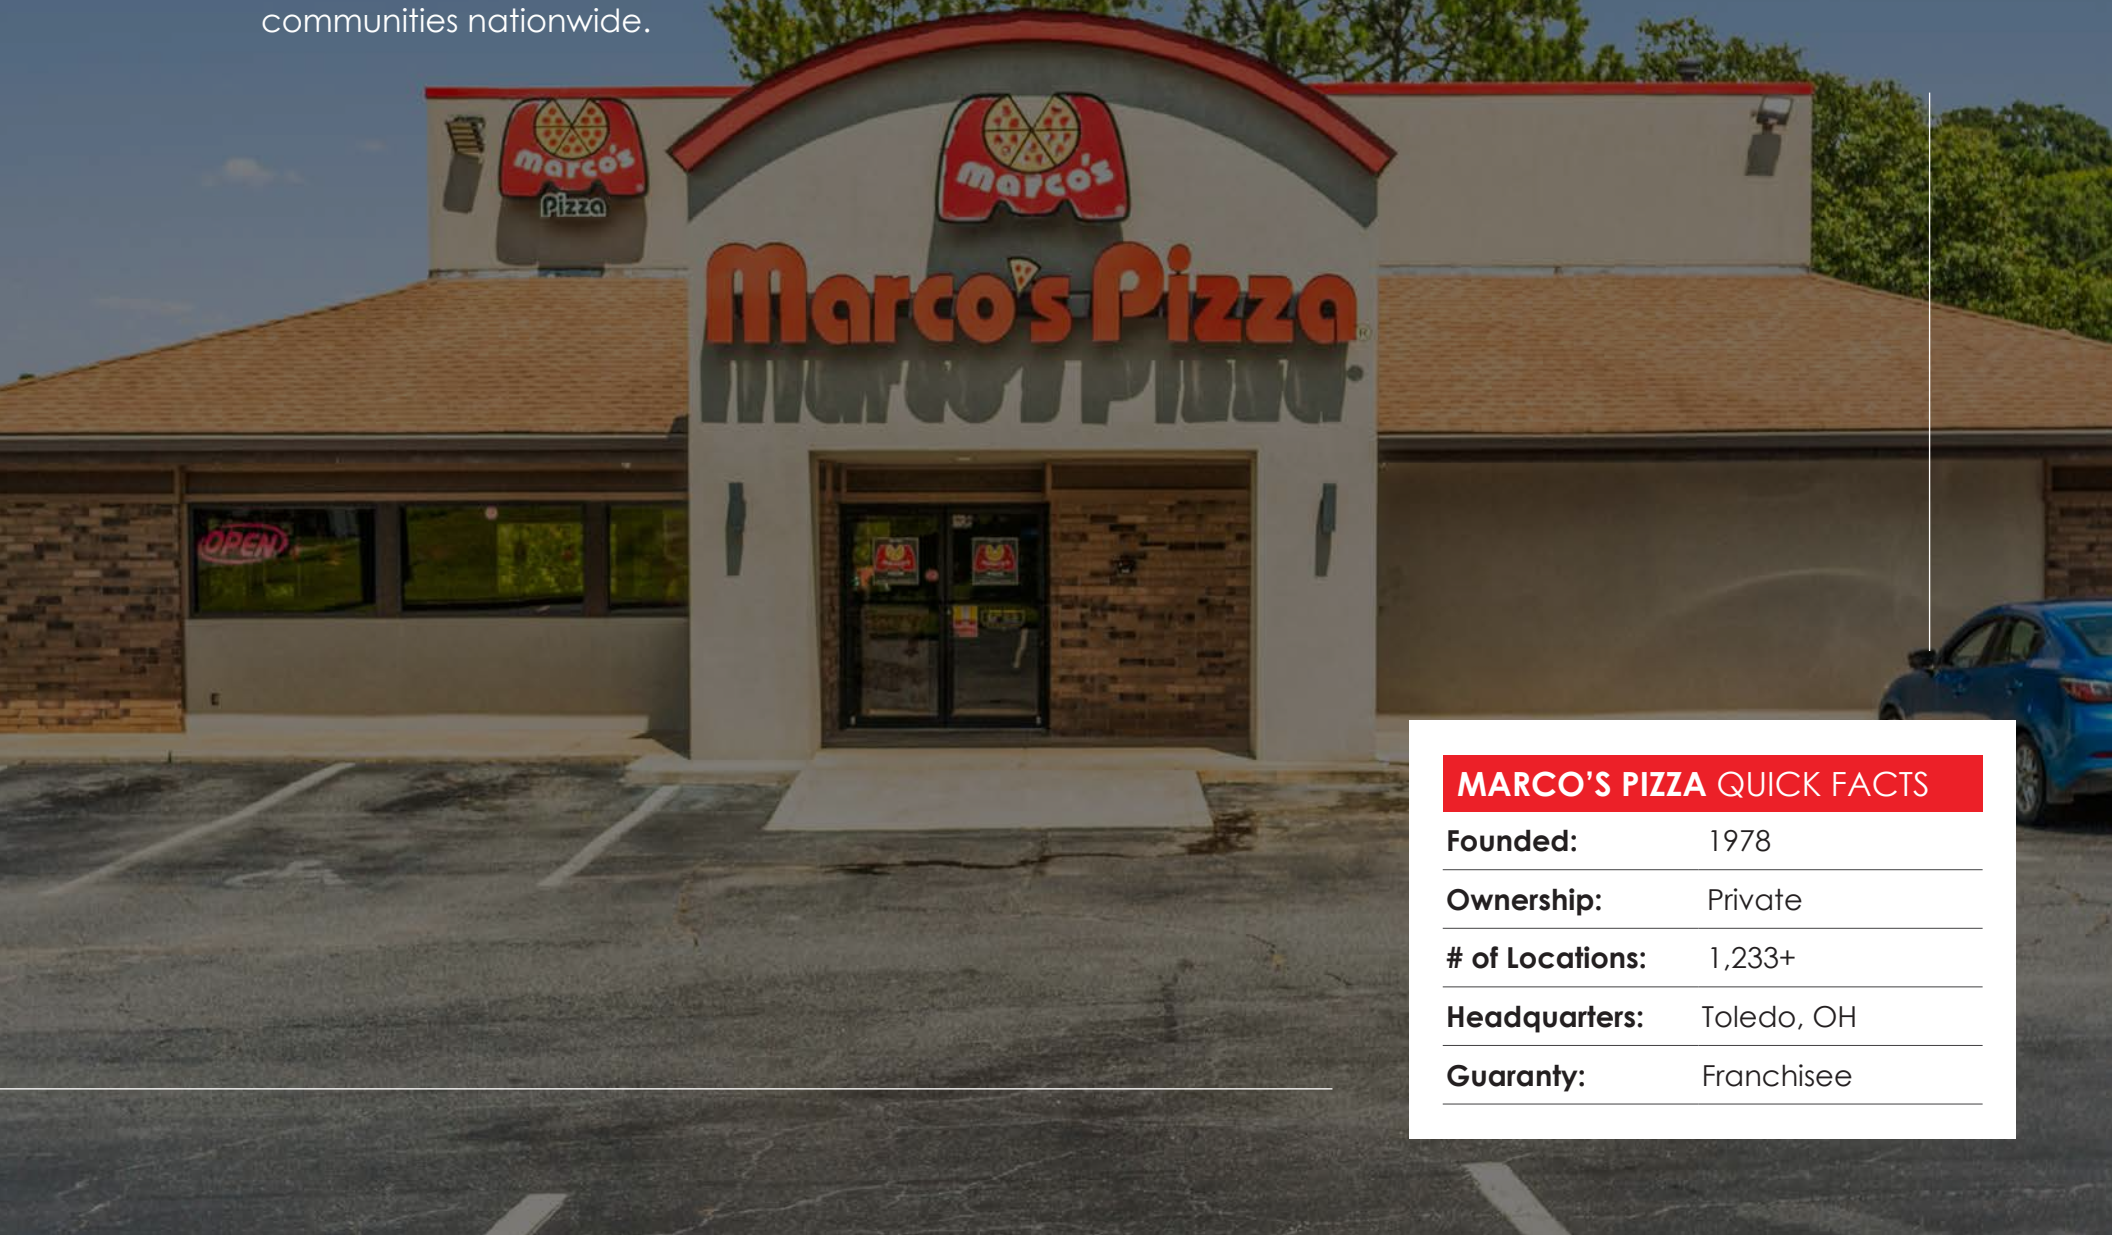 communities nationwide.
marco's
Pizza
marco's
Marco's Pizza®
OPEN
MARCO'S PIZZA QUICK FACTS
Founded: 1978
Ownership: Private
# of Locations: 1,233+
Headquarters: Toledo, OH
Guaranty: Franchisee